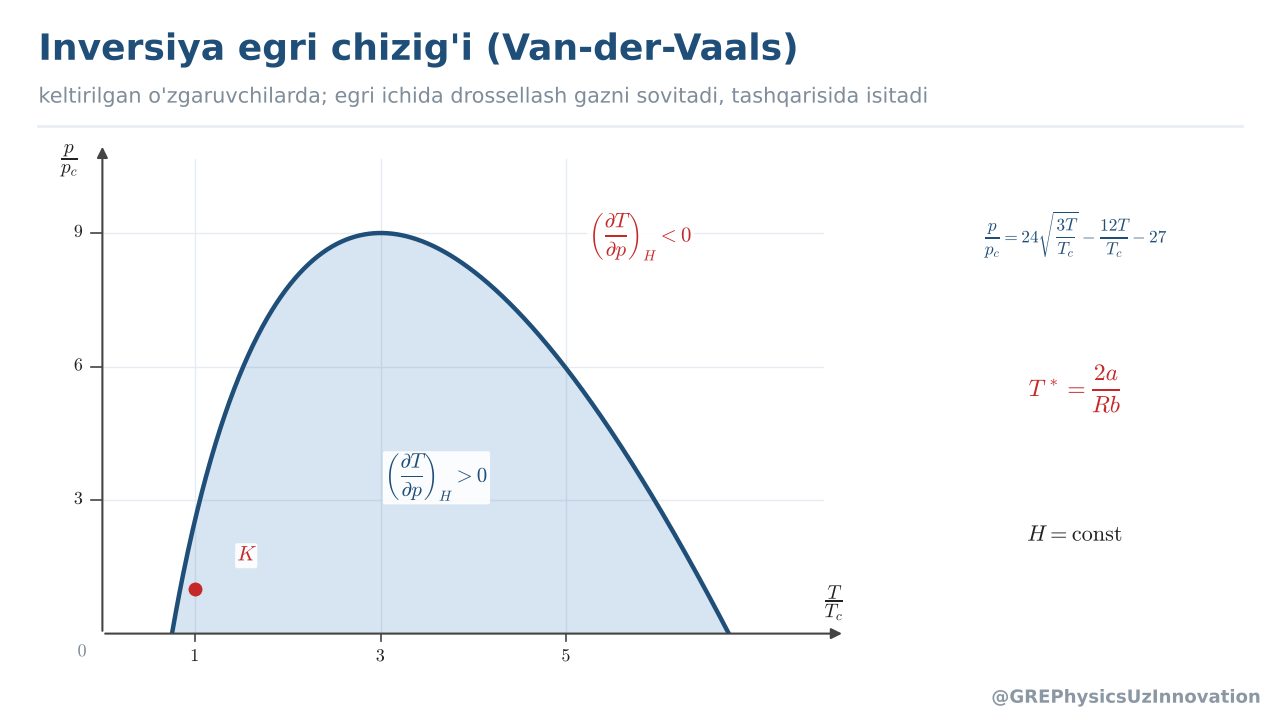 Inversiya egri chizig'i (Van-der-Vaals)
keltirilgan o'zgaruvchilarda; egri ichida drossellash gazni sovitadi, tashqarisida isitadi
p/p_c
9
6
3
0
1
3
5
T/T_c
(∂T/∂p)_H < 0
(∂T/∂p)_H > 0
K
p/p_c = 24√(3T/T_c) − 12T/T_c − 27
T* = 2a/Rb
H = const
@GREPhysicsUzInnovation